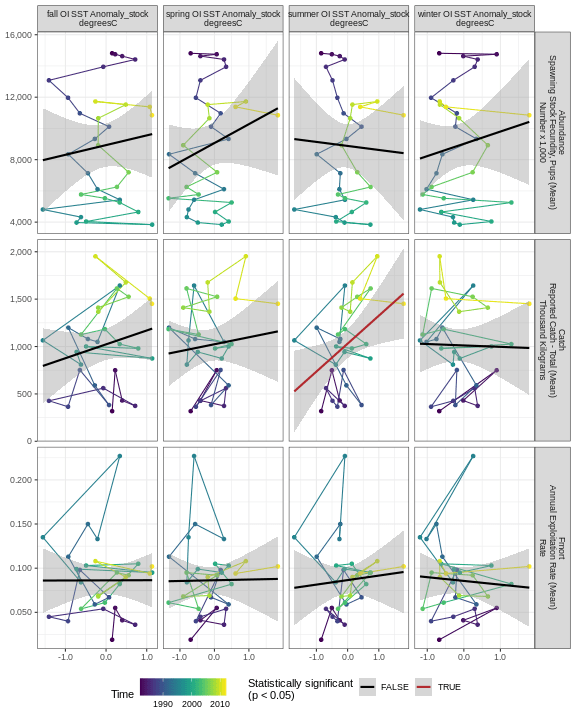 fall OI SST Anomaly_stock
degreesC
spring OI SST Anomaly_stock
degreesC
summer OI SST Anomaly_stock
degreesC
winter OI SST Anomaly_stock
degreesC
16,000
12,000
8,000
4,000
Abundance
Spawning Stock Fecundity, Pups (Mean)
Number x 1,000
2,000
1,500
1,000
500
0
Catch
Reported Catch - Total (Mean)
Thousand Kilograms
0.200
0.150
0.100
0.050
Fmort
Annual Exploitation Rate (Mean)
Rate
-1.0 0.0 1.0
-1.0 0.0 1.0
-1.0 0.0 1.0
-1.0 0.0 1.0
Time
1990 2000 2010
Statistically significant
(p < 0.05)
FALSE
TRUE